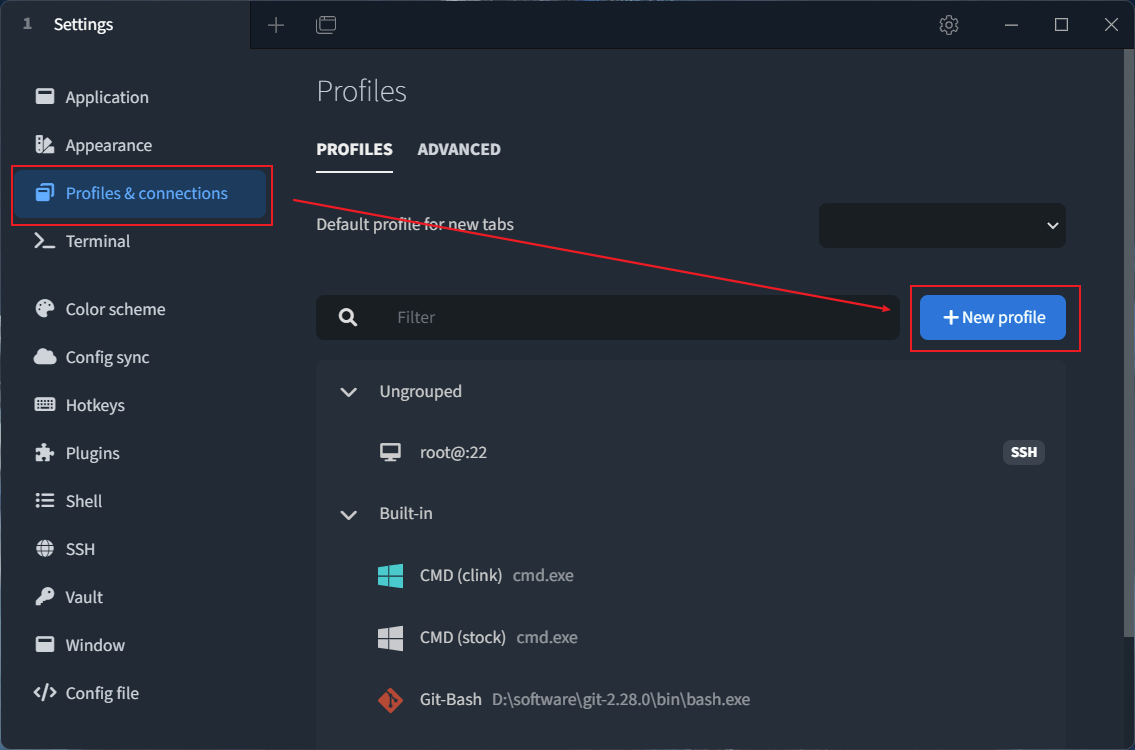 1 Settings
Application
Appearance
Profiles & connections
Terminal
Color scheme
Config sync
Hotkeys
Plugins
Shell
SSH
Vault
Window
Config file
Profiles
PROFILES ADVANCED
Default profile for new tabs
Filter
New profile
Ungrouped
root@:22 SSH
Built-in
CMD (clink) cmd.exe
CMD (stock) cmd.exe
Git-Bash D:\software\git-2.28.0\bin\bash.exe